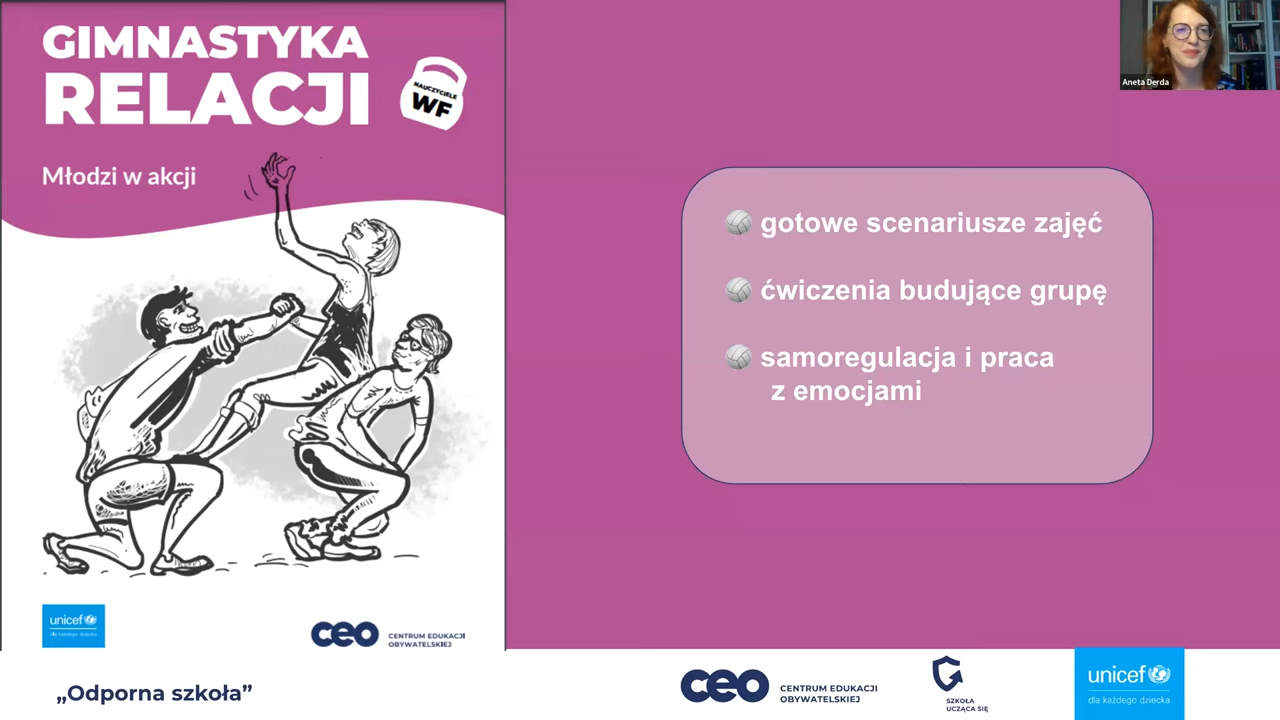 GIMNASTYKA
RELACJI
NAUCZYCIELE
WF
Młodzi w akcji
unicef
dla każdego dziecka
ceo
CENTRUM EDUKACJI
OBYWATELSKIEJ
Aneta Derda
gotowe scenariusze zajęć
ćwiczenia budujące grupę
samoregulacja i praca
z emocjami
„Odporna szkoła”
ceo
CENTRUM EDUKACJI
OBYWATELSKIEJ
SZKOŁA
UCZĄCA SIĘ
unicef
dla każdego dziecka